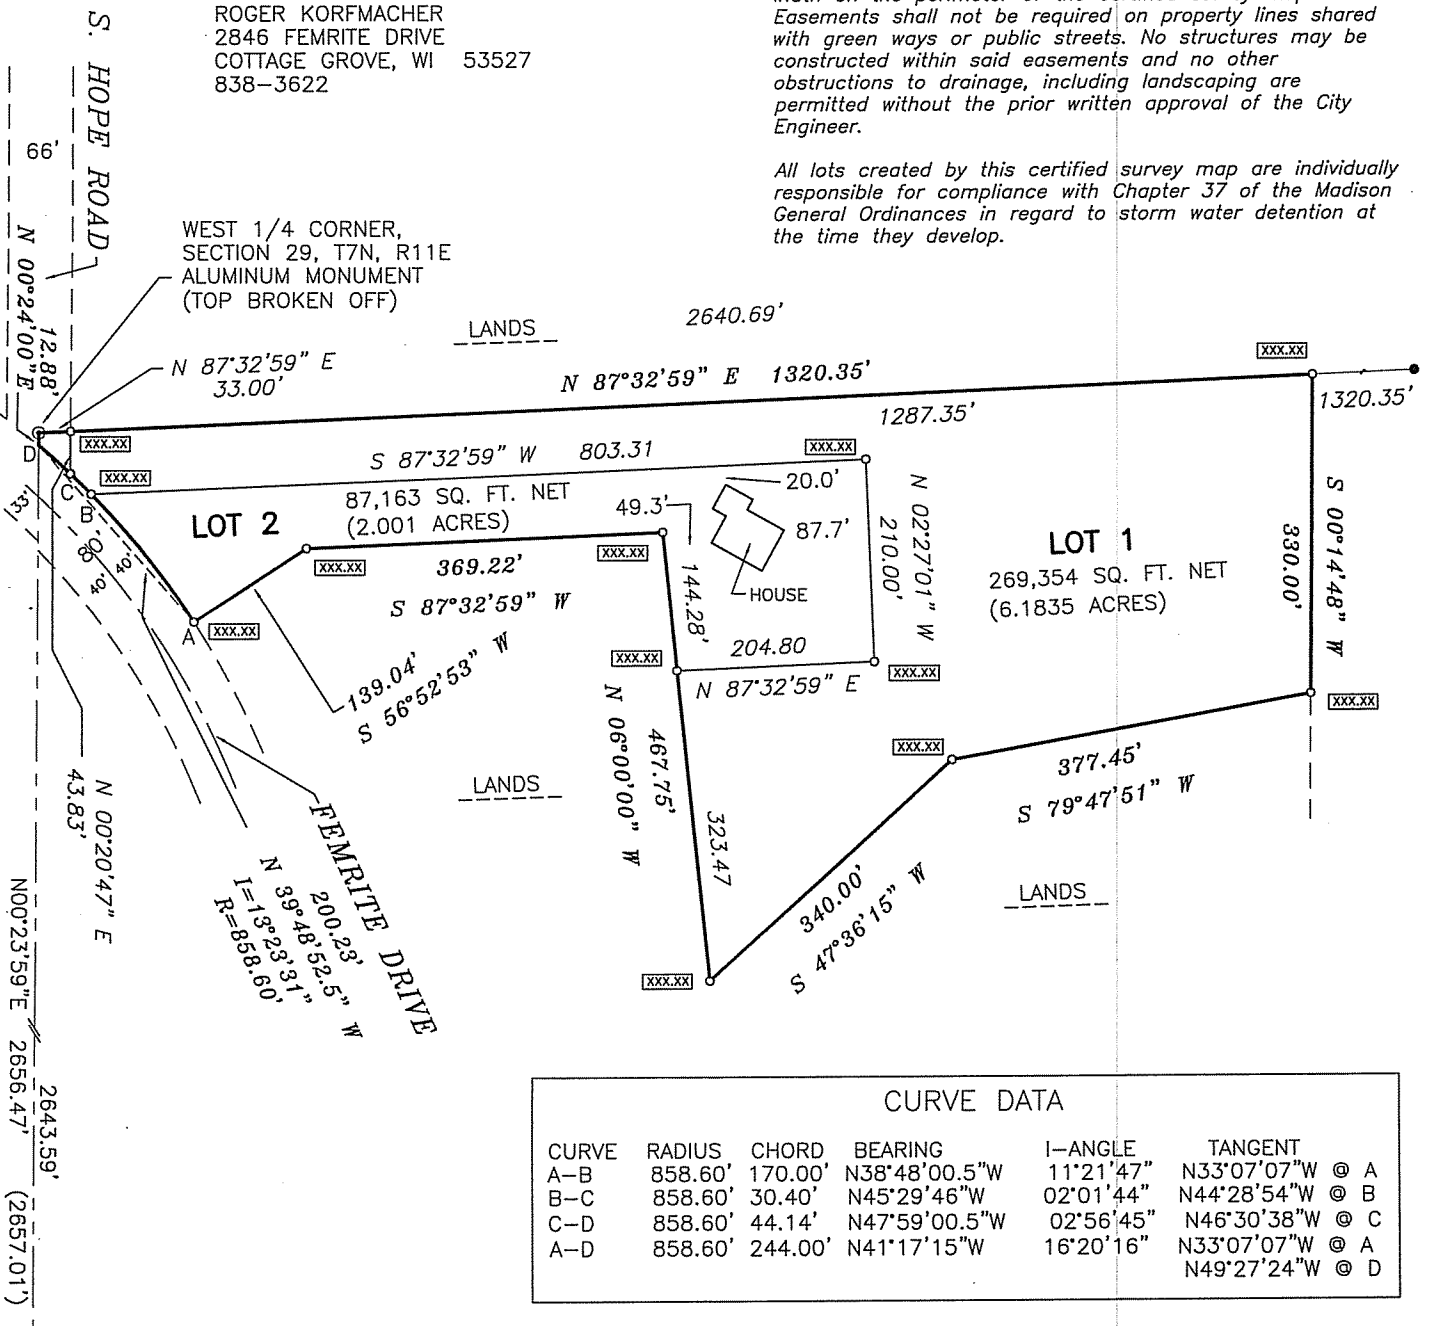 ROGER KORFMACHER
2846 FEMRITE DRIVE
COTTAGE GROVE, WI 53527
838-3622
Easements shall not be required on property lines shared
with green ways or public streets. No structures may be
constructed within said easements and no other
obstructions to drainage, including landscaping are
permitted without the prior written approval of the City
Engineer.
All lots created by this certified survey map are individually
responsible for compliance with Chapter 37 of the Madison
General Ordinances in regard to storm water detention at
the time they develop.
S. HOPE ROAD
66'
N 00°24'00"E
12.88'
WEST 1/4 CORNER,
SECTION 29, T7N, R11E
ALUMINUM MONUMENT
(TOP BROKEN OFF)
N 87°32'59" E
33.00'
LANDS
2640.69'
N 87°32'59" E 1320.35'
1287.35'
XXX.XX
1320.35'
D
XXX.XX
C
XXX.XX
B
S 87°32'59" W 803.31
XXX.XX
87,163 SQ. FT. NET
(2.001 ACRES)
LOT 2
49.3'
20.0'
87.7'
HOUSE
N 02°27'01" W
210.00'
LOT 1
269,354 SQ. FT. NET
(6.1835 ACRES)
S 00°14'48" W
330.00'
33'
80'
40'
40'
A
XXX.XX
XXX.XX
369.22'
S 87°32'59" W
XXX.XX
144.28'
XXX.XX
204.80
N 87°32'59" E
XXX.XX
139.04'
S 56°52'53" W
N 06°00'00" W
467.75'
323.47
LANDS
XXX.XX
377.45'
S 79°47'51" W
XXX.XX
340.00'
S 47°36'15" W
LANDS
XXX.XX
N 00°20'47" E
43.83'
FEMRITE DRIVE
200.23'
N 39°48'52.5" W
I=13°23'31"
R=858.60'
N00°23'59"E 2656.47' (2657.01')
2643.59'
CURVE DATA
CURVE RADIUS CHORD BEARING I-ANGLE TANGENT
A-B 858.60' 170.00' N38°48'00.5"W 11°21'47" N33°07'07"W @ A
B-C 858.60' 30.40' N45°29'46"W 02°01'44" N44°28'54"W @ B
C-D 858.60' 44.14' N47°59'00.5"W 02°56'45" N46°30'38"W @ C
A-D 858.60' 244.00' N41°17'15"W 16°20'16" N33°07'07"W @ A
N49°27'24"W @ D